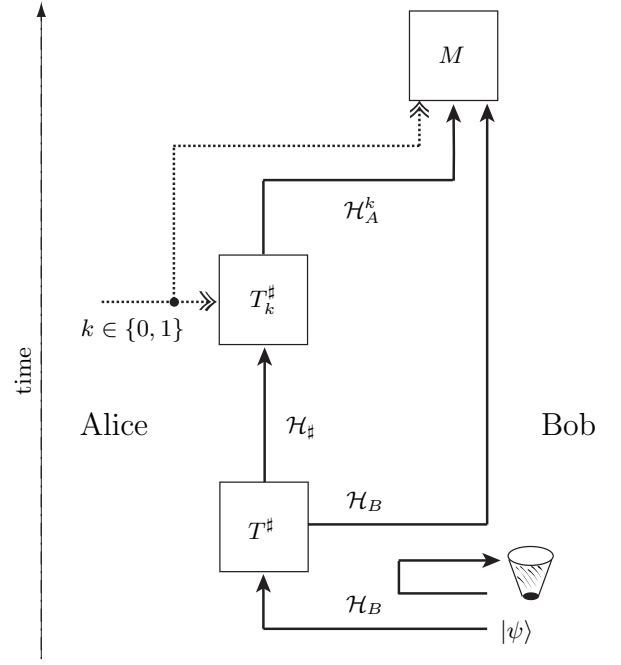 M
ℋ_A^k
T_k^♯
k ∈ {0, 1}
time
Alice
ℋ_♯
Bob
ℋ_B
T^♯
ℋ_B
|ψ⟩